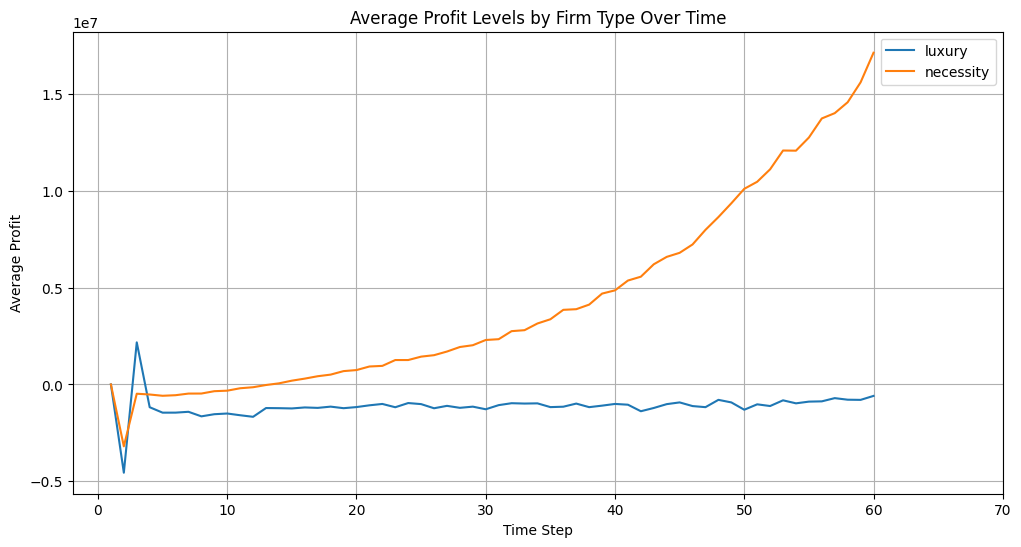 Average Profit Levels by Firm Type Over Time
1e7
luxury
necessity
1.5
1.0
0.5
0.0
−0.5
Average Profit
0 10 20 30 40 50 60 70
Time Step